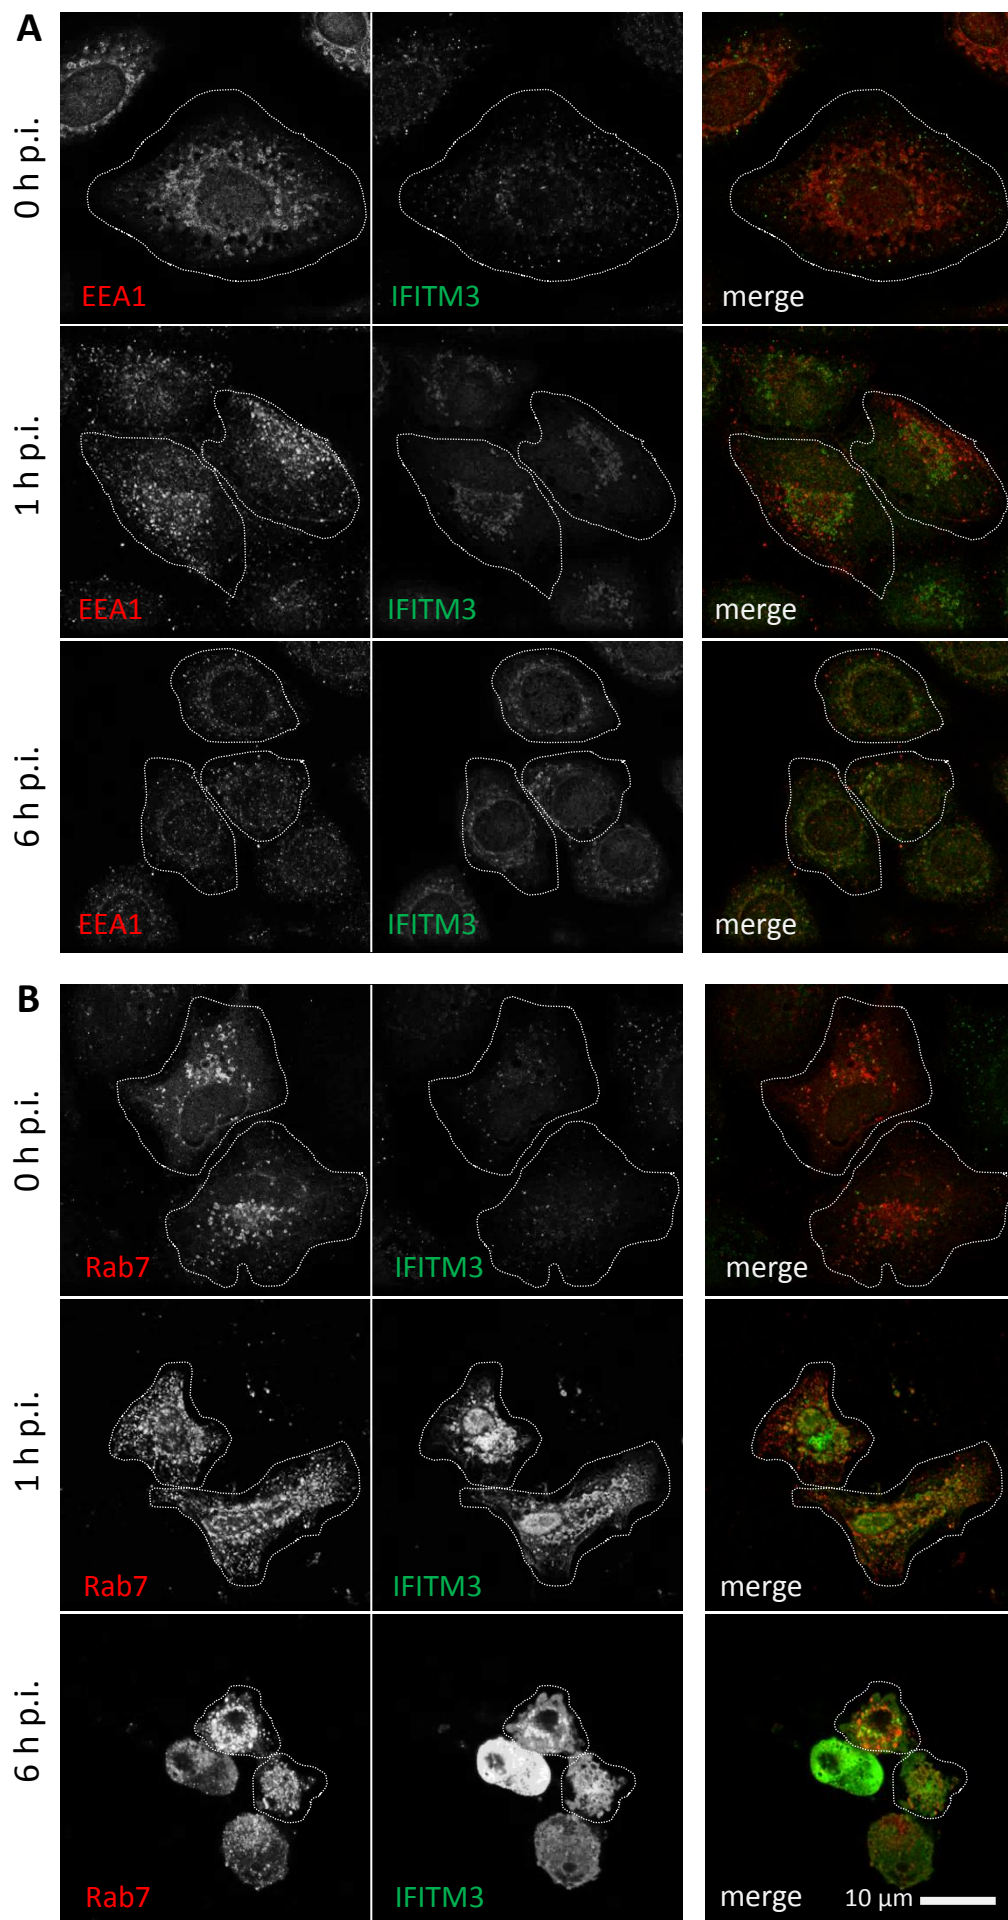 A
0 h p.i.
EEA1
IFITM3
merge
1 h p.i.
EEA1
IFITM3
merge
6 h p.i.
EEA1
IFITM3
merge
B
0 h p.i.
Rab7
IFITM3
merge
1 h p.i.
Rab7
IFITM3
merge
6 h p.i.
Rab7
IFITM3
merge
10 µm